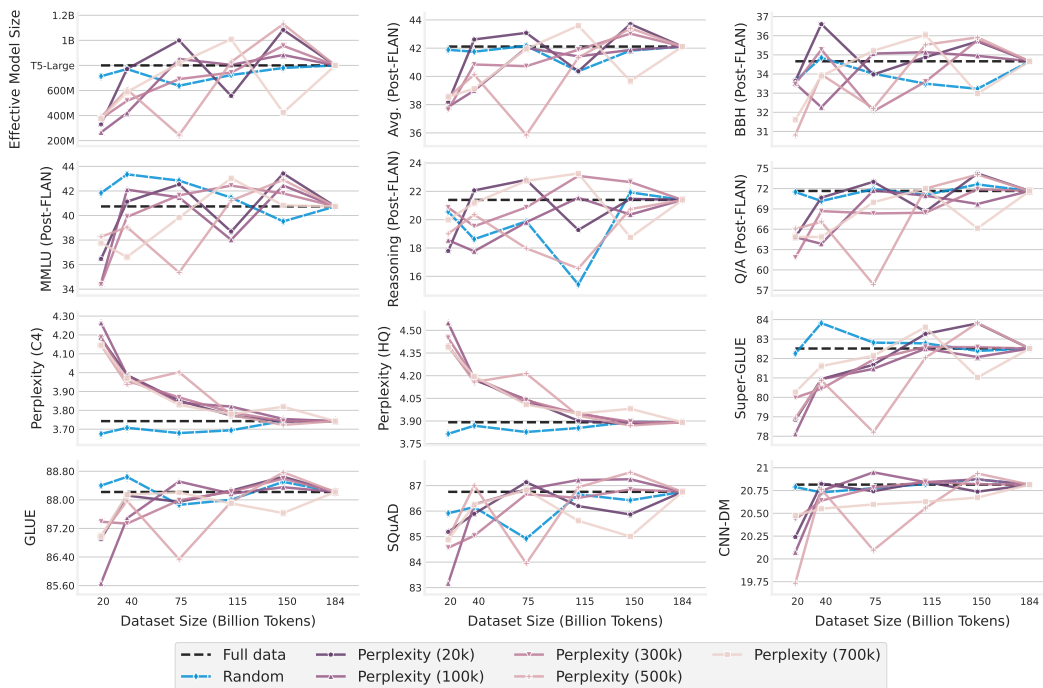 Effective Model Size
1.2B
1B
T5-Large
600M
400M
200M
Avg. (Post-FLAN)
44
42
40
38
36
BBH (Post-FLAN)
37
36
35
34
33
32
31
MMLU (Post-FLAN)
44
42
40
38
36
34
Reasoning (Post-FLAN)
24
22
20
18
16
Q/A (Post-FLAN)
75
72
69
66
63
60
57
Perplexity (C4)
4.30
4.20
4.10
4
3.90
3.80
3.70
Perplexity (HQ)
4.50
4.35
4.20
4.05
3.90
3.75
Super-GLUE
84
83
82
81
80
79
78
GLUE
88.80
88.00
87.20
86.40
85.60
20 40 75 115 150 184
Dataset Size (Billion Tokens)
SQuAD
87
86
85
84
83
20 40 75 115 150 184
Dataset Size (Billion Tokens)
CNN-DM
21
20.75
20.50
20.25
20
19.75
20 40 75 115 150 184
Dataset Size (Billion Tokens)
Full data Perplexity (20k) Perplexity (300k) Perplexity (700k)
Random Perplexity (100k) Perplexity (500k)